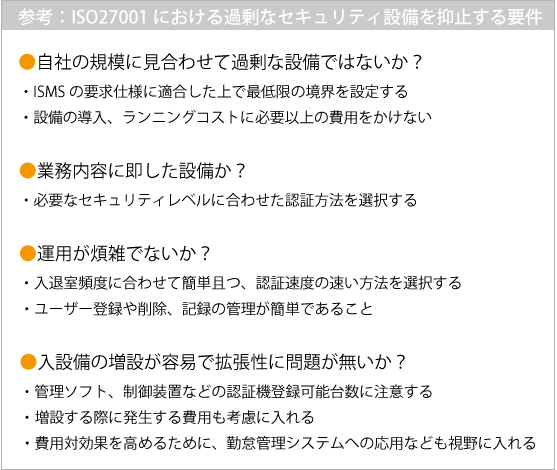 参考：ISO27001 における過剰なセキュリティ設備を抑止する要件
●自社の規模に見合わせて過剰な設備ではないか？
・ISMS の要求仕様に適合した上で最低限の境界を設定する
・設備の導入、ランニングコストに必要以上の費用をかけない
●業務内容に即した設備か？
・必要なセキュリティレベルに合わせた認証方法を選択する
●運用が煩雑でないか？
・入退室頻度に合わせて簡単且つ、認証速度の速い方法を選択する
・ユーザー登録や削除、記録の管理が簡単であること
●入設備の増設が容易で拡張性に問題が無いか？
・管理ソフト、制御装置などの認証機登録可能台数に注意する
・増設する際に発生する費用も考慮に入れる
・費用対効果を高めるために、勤怠管理システムへの応用なども視野に入れる